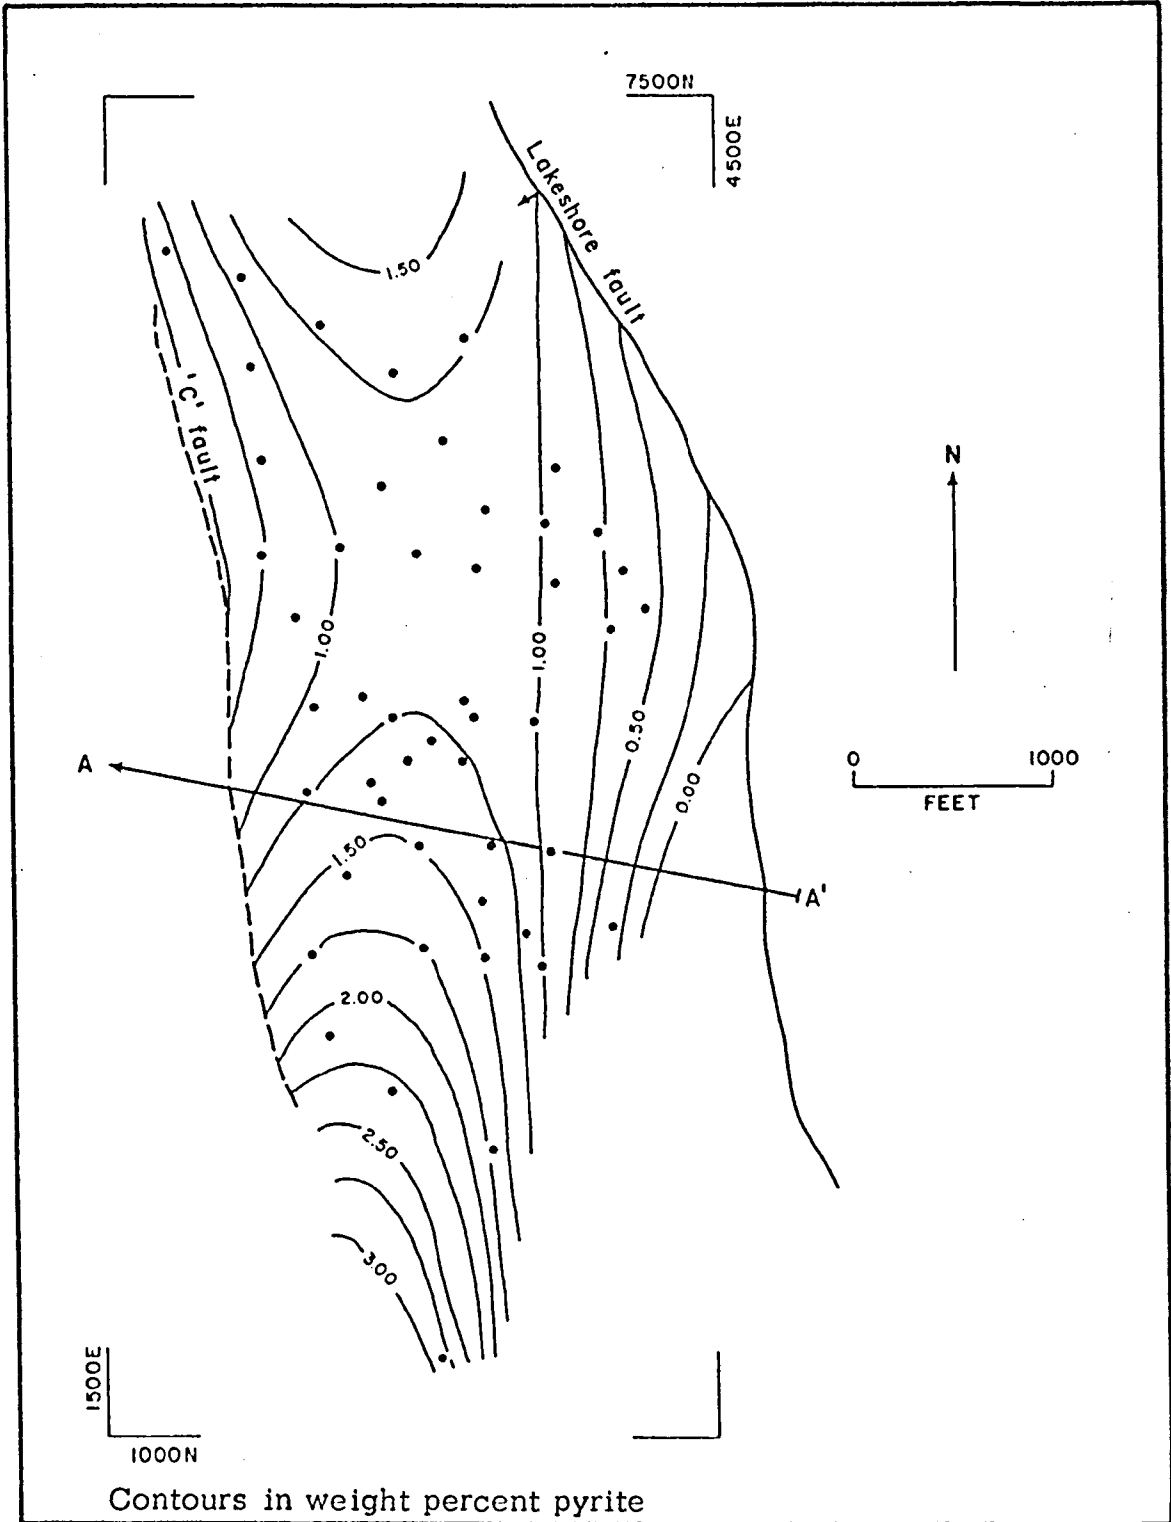 7500N
4500E
Lakeshore fault
1.50
'C' fault
N
1.00
1.00
0.50
0.00
A
0 1000
FEET
1.50
A'
2.00
2.50
3.00
1500E
1000N
Contours in weight percent pyrite